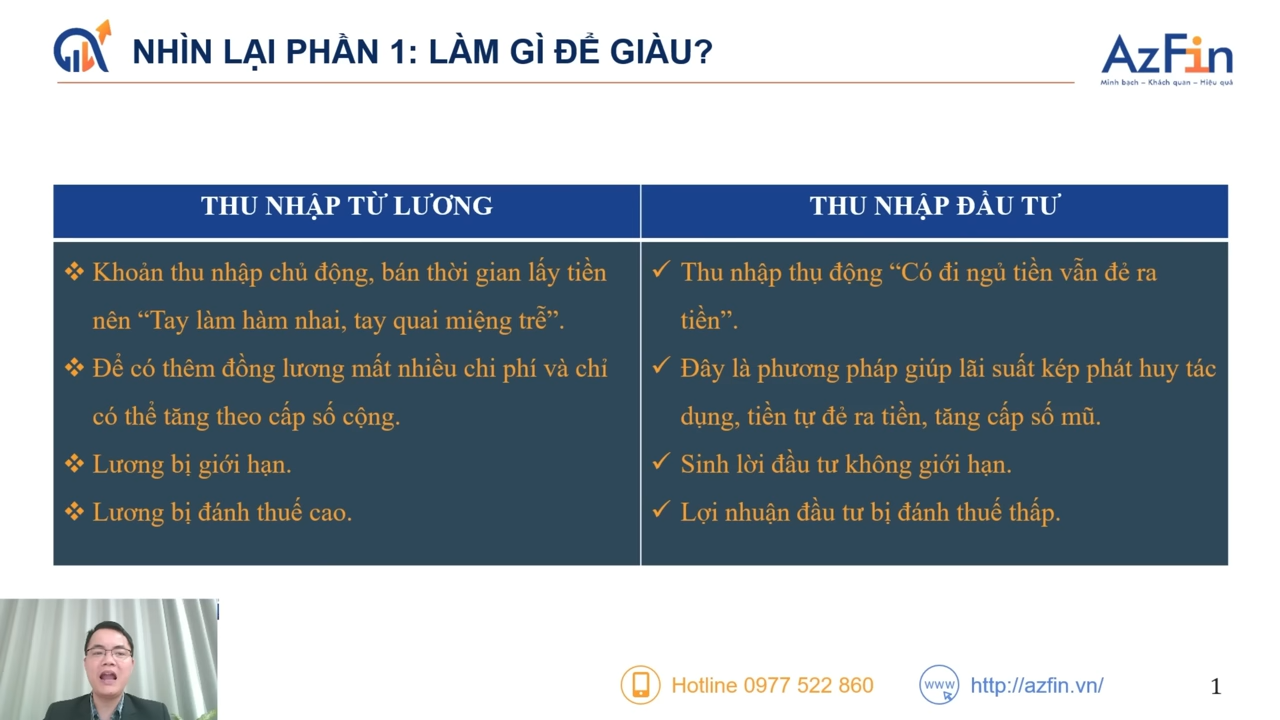 NHÌN LẠI PHẦN 1: LÀM GÌ ĐỂ GIÀU?
AzFin
Minh bạch – Khách quan – Hiệu quả
THU NHẬP TỪ LƯƠNG
❖ Khoản thu nhập chủ động, bán thời gian lấy tiền
nên “Tay làm hàm nhai, tay quai miệng trễ”.
❖ Để có thêm đồng lương mất nhiều chi phí và chỉ
có thể tăng theo cấp số cộng.
❖ Lương bị giới hạn.
❖ Lương bị đánh thuế cao.
THU NHẬP ĐẦU TƯ
✓ Thu nhập thụ động “Có đi ngủ tiền vẫn đẻ ra
tiền”.
✓ Đây là phương pháp giúp lãi suất kép phát huy tác
dụng, tiền tự đẻ ra tiền, tăng cấp số mũ.
✓ Sinh lời đầu tư không giới hạn.
✓ Lợi nhuận đầu tư bị đánh thuế thấp.
Hotline 0977 522 860
www
http://azfin.vn/
1